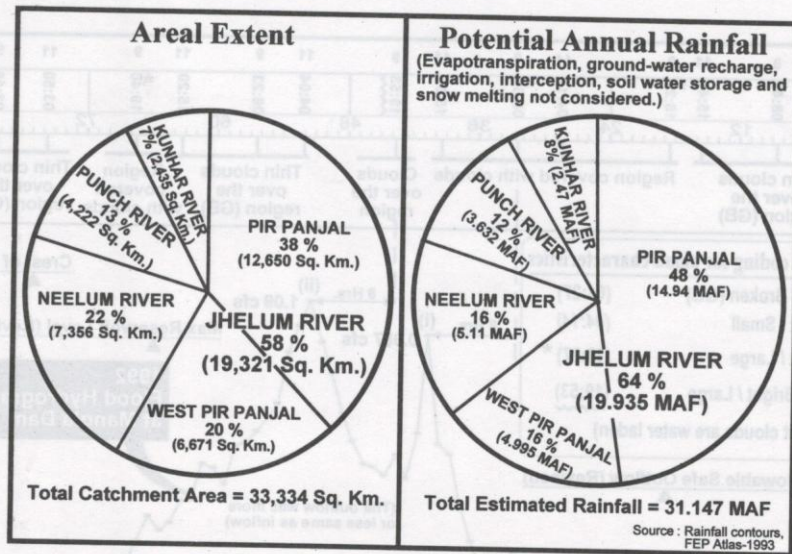 Areal Extent
KUNHAR RIVER
7% (2,435 Sq. Km.)
PUNCH RIVER
13 %
(4,222 Sq. Km.)
PIR PANJAL
38 %
(12,650 Sq. Km.)
NEELUM RIVER
22 %
(7,356 Sq. Km.)
JHELUM RIVER
58 %
(19,321 Sq. Km.)
WEST PIR PANJAL
20 %
(6,671 Sq. Km.)
Total Catchment Area = 33,334 Sq. Km.
Potential Annual Rainfall
(Evapotranspiration, ground-water recharge,
irrigation, interception, soil water storage and
snow melting not considered.)
KUNHAR RIVER
8% (2.47 MAF)
PUNCH RIVER
12 %
(3.632 MAF)
PIR PANJAL
48 %
(14.94 MAF)
NEELUM RIVER
16 %
(5.11 MAF)
JHELUM RIVER
64 %
(19.935 MAF)
WEST PIR PANJAL
16 %
(4.995 MAF)
Total Estimated Rainfall = 31.147 MAF
Source : Rainfall contours,
FEP Atlas-1993